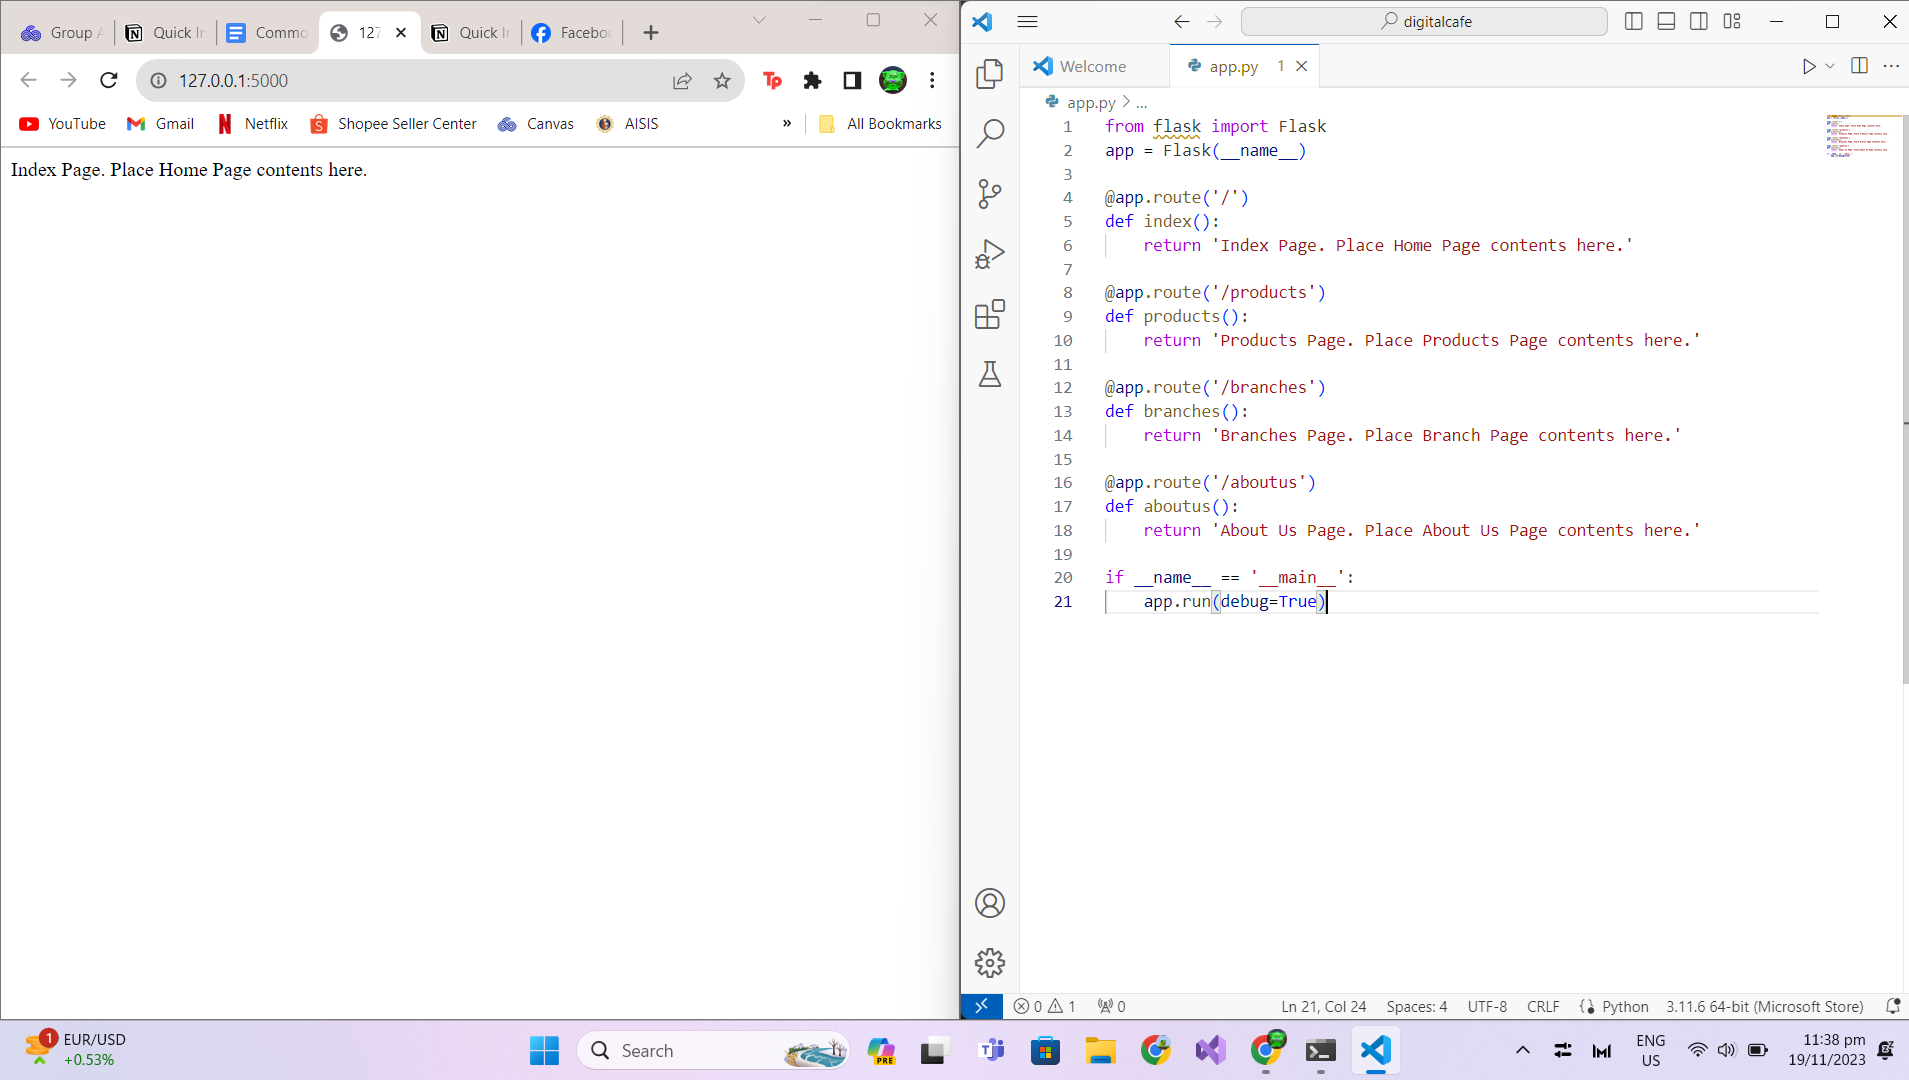 Group A
Quick In
Commo
127
Quick In
Faceboo
127.0.0.1:5000
YouTube
Gmail
Netflix
Shopee Seller Center
Canvas
AISIS
»
All Bookmarks
Index Page. Place Home Page contents here.
digitalcafe
Welcome
app.py 1
app.py > ...
1 from flask import Flask
2 app = Flask(__name__)
3
4 @app.route('/')
5 def index():
6 return 'Index Page. Place Home Page contents here.'
7
8 @app.route('/products')
9 def products():
10 return 'Products Page. Place Products Page contents here.'
11
12 @app.route('/branches')
13 def branches():
14 return 'Branches Page. Place Branch Page contents here.'
15
16 @app.route('/aboutus')
17 def aboutus():
18 return 'About Us Page. Place About Us Page contents here.'
19
20 if __name__ == '__main__':
21 app.run(debug=True)
0 1 0
Ln 21, Col 24 Spaces: 4 UTF-8 CRLF Python 3.11.6 64-bit (Microsoft Store)
1
EUR/USD
+0.53%
Search
PRE
ENG
US
11:38 pm
19/11/2023